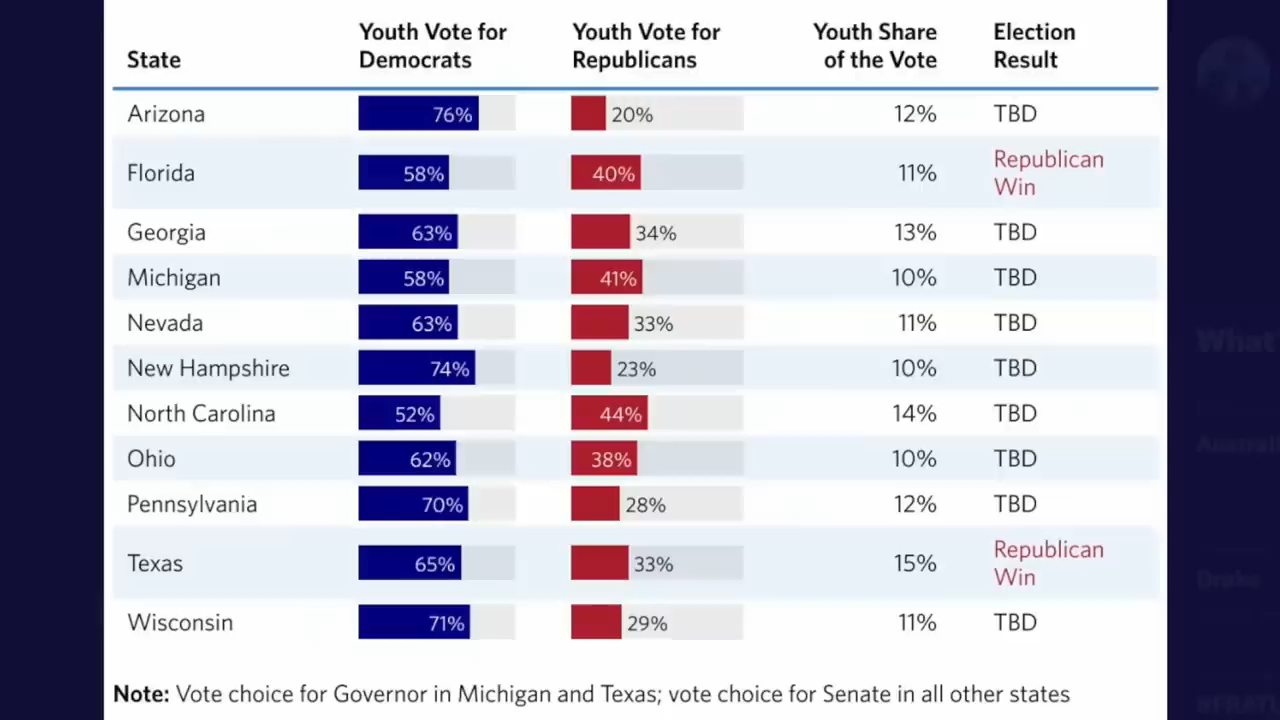 State Youth Vote for Democrats Youth Vote for Republicans Youth Share of the Vote Election Result
Arizona 76% 20% 12% TBD
Florida 58% 40% 11% Republican Win
Georgia 63% 34% 13% TBD
Michigan 58% 41% 10% TBD
Nevada 63% 33% 11% TBD
New Hampshire 74% 23% 10% TBD
North Carolina 52% 44% 14% TBD
Ohio 62% 38% 10% TBD
Pennsylvania 70% 28% 12% TBD
Texas 65% 33% 15% Republican Win
Wisconsin 71% 29% 11% TBD
Note: Vote choice for Governor in Michigan and Texas; vote choice for Senate in all other states
What
Drake